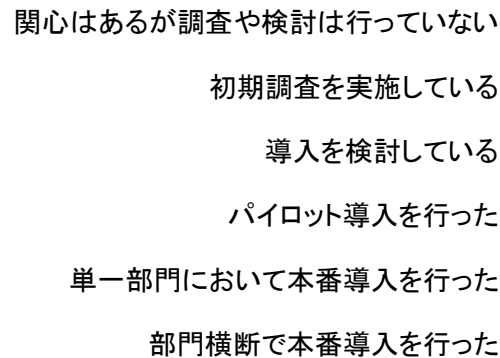 関心はあるが調査や検討は行っていない
初期調査を実施している
導入を検討している
パイロット導入を行った
単一部門において本番導入を行った
部門横断で本番導入を行った